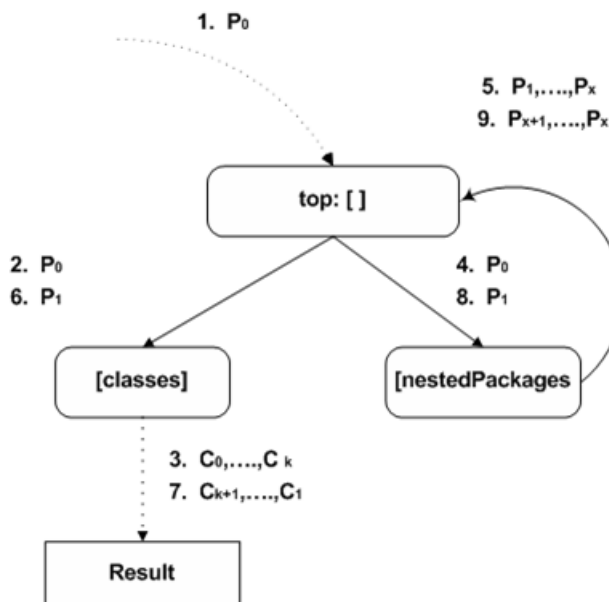 1. P₀
5. P₁,....,Pₓ
9. Pₓ₊₁,....,Pₓ
top: [ ]
2. P₀
6. P₁
4. P₀
8. P₁
[classes]
[nestedPackages
3. C₀,....,C ₖ
7. Cₖ₊₁,....,C₁
Result